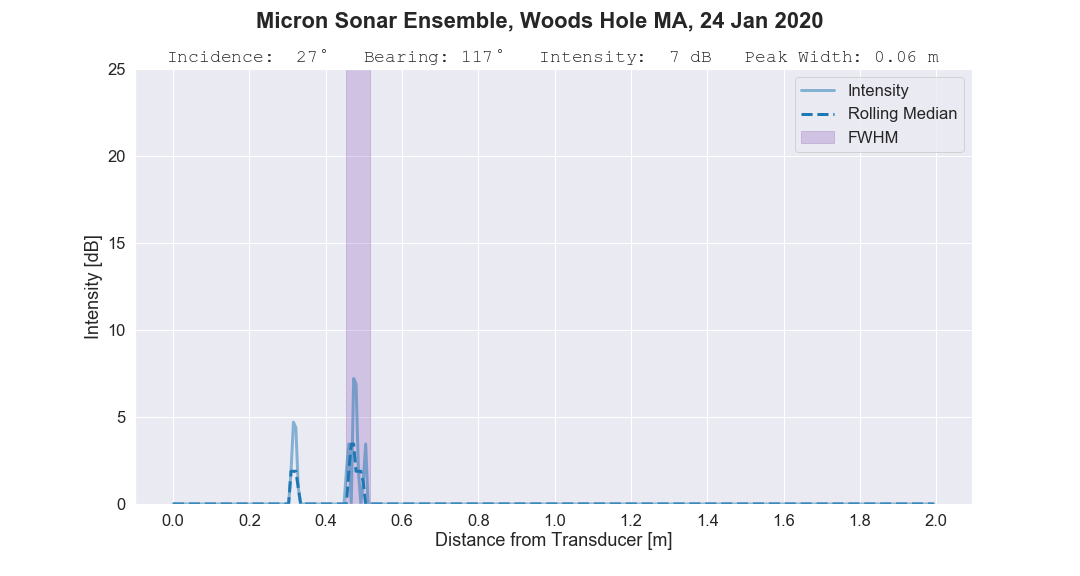 Micron Sonar Ensemble, Woods Hole MA, 24 Jan 2020
Incidence:  27°   Bearing: 117°   Intensity:  7 dB   Peak Width: 0.06 m
Intensity
Rolling Median
FWHM
25
20
15
10
5
0
Intensity [dB]
0.0 0.2 0.4 0.6 0.8 1.0 1.2 1.4 1.6 1.8 2.0
Distance from Transducer [m]